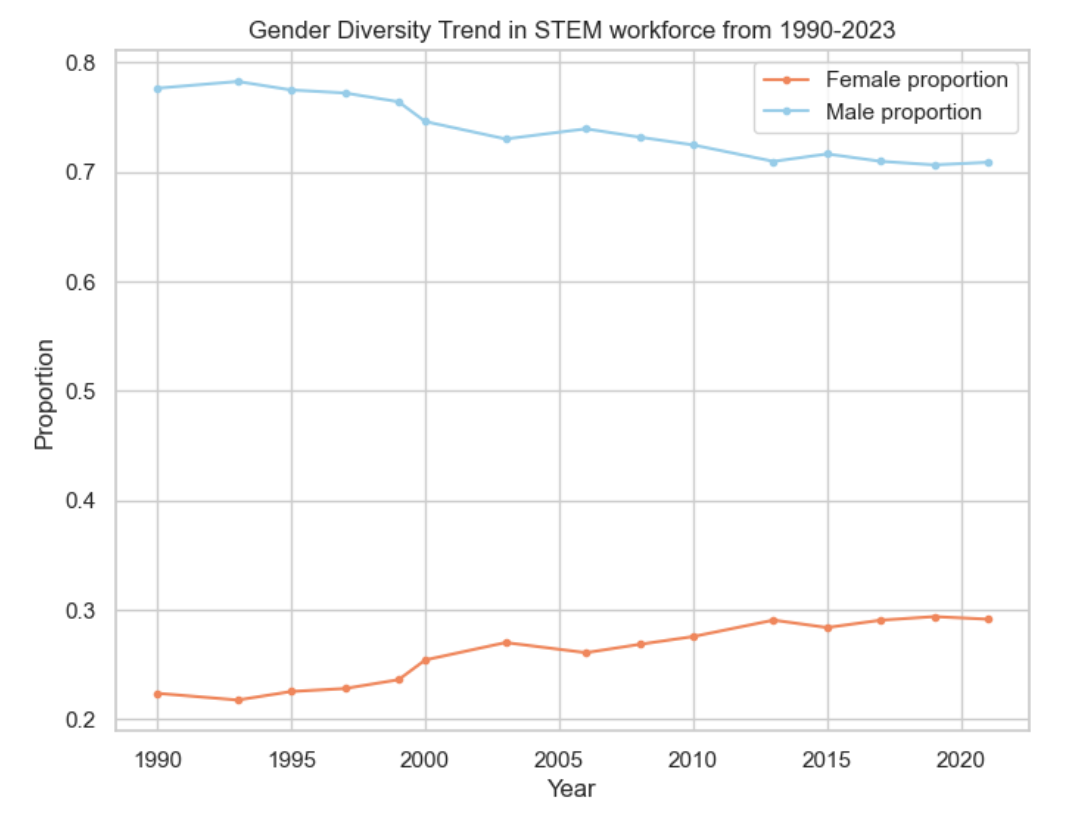 Gender Diversity Trend in STEM workforce from 1990-2023
0.8
Female proportion
Male proportion
0.7
0.6
0.5
0.4
0.3
0.2
Proportion
1990 1995 2000 2005 2010 2015 2020
Year